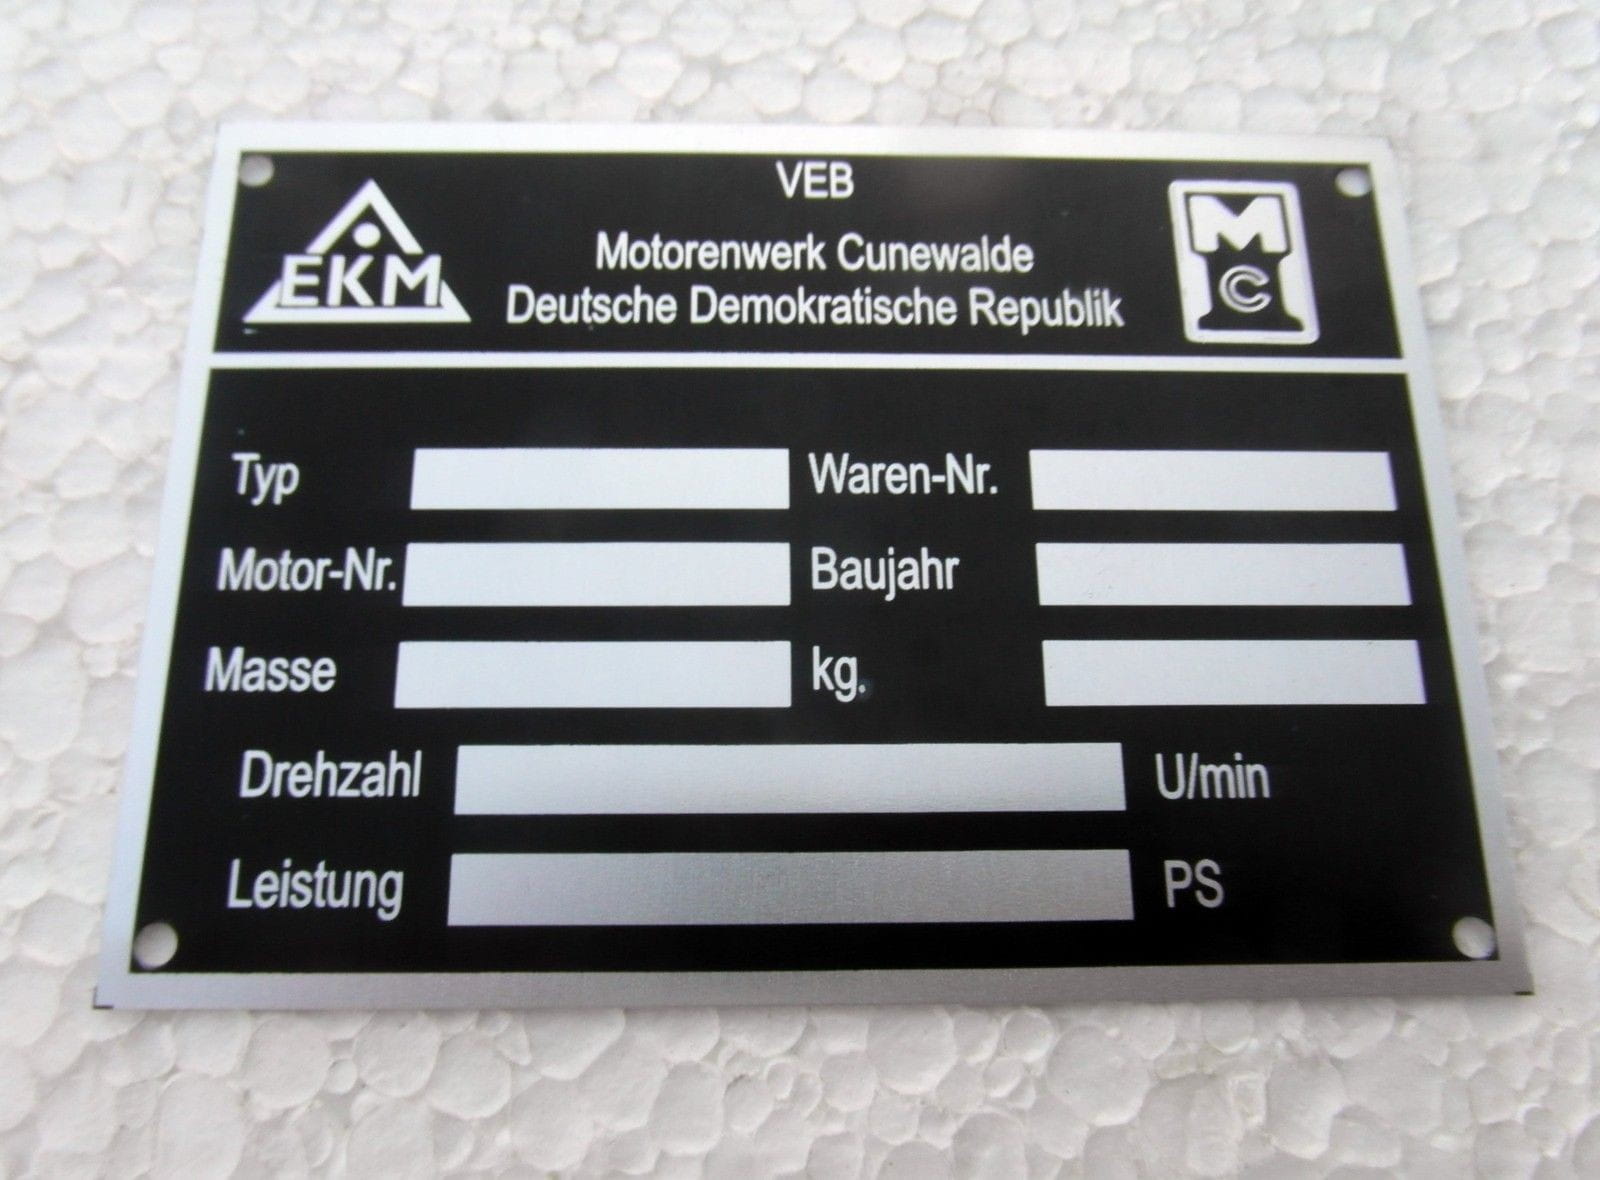 VEB
EKM
Motorenwerk Cunewalde
Deutsche Demokratische Republik
M
C
Typ Waren-Nr.
Motor-Nr. Baujahr
Masse kg.
Drehzahl U/min
Leistung PS